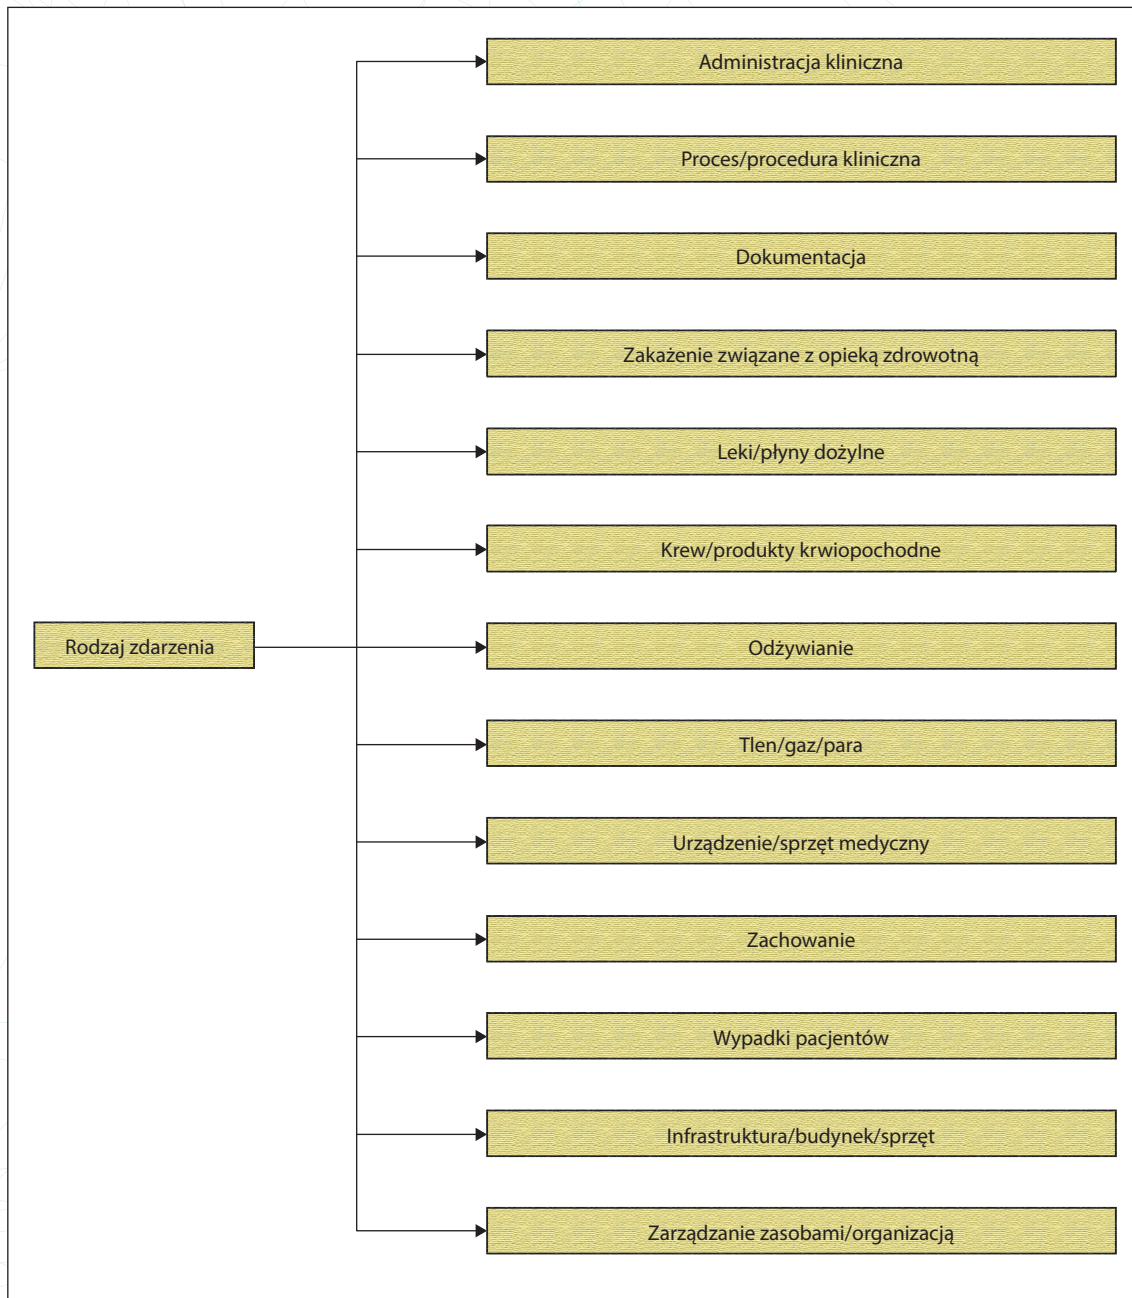 Administracja kliniczna
Proces/procedura kliniczna
Dokumentacja
Zakażenie związane z opieką zdrowotną
Leki/płyny dożylne
Krew/produkty krwiopochodne
Rodzaj zdarzenia
Odżywianie
Tlen/gaz/para
Urządzenie/sprzęt medyczny
Zachowanie
Wypadki pacjentów
Infrastruktura/budynek/sprzęt
Zarządzanie zasobami/organizacją